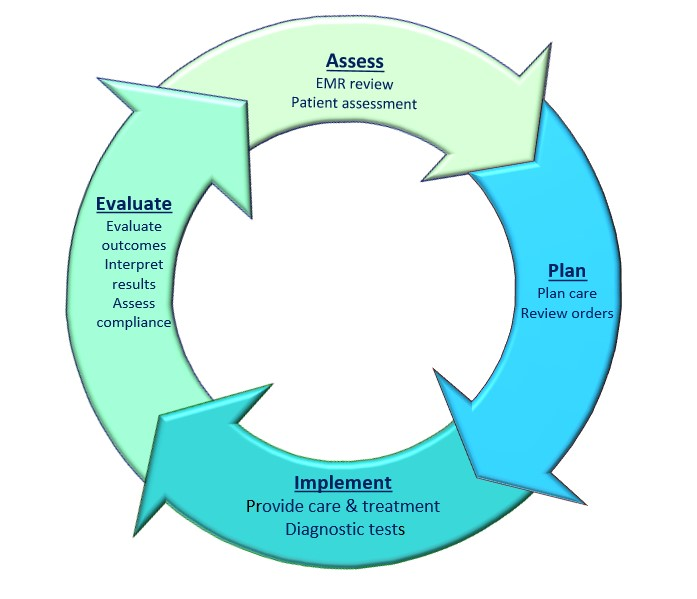 Assess
EMR review
Patient assessment
Plan
Plan care
Review orders
Implement
Provide care & treatment
Diagnostic tests
Evaluate
Evaluate
outcomes
Interpret
results
Assess
compliance